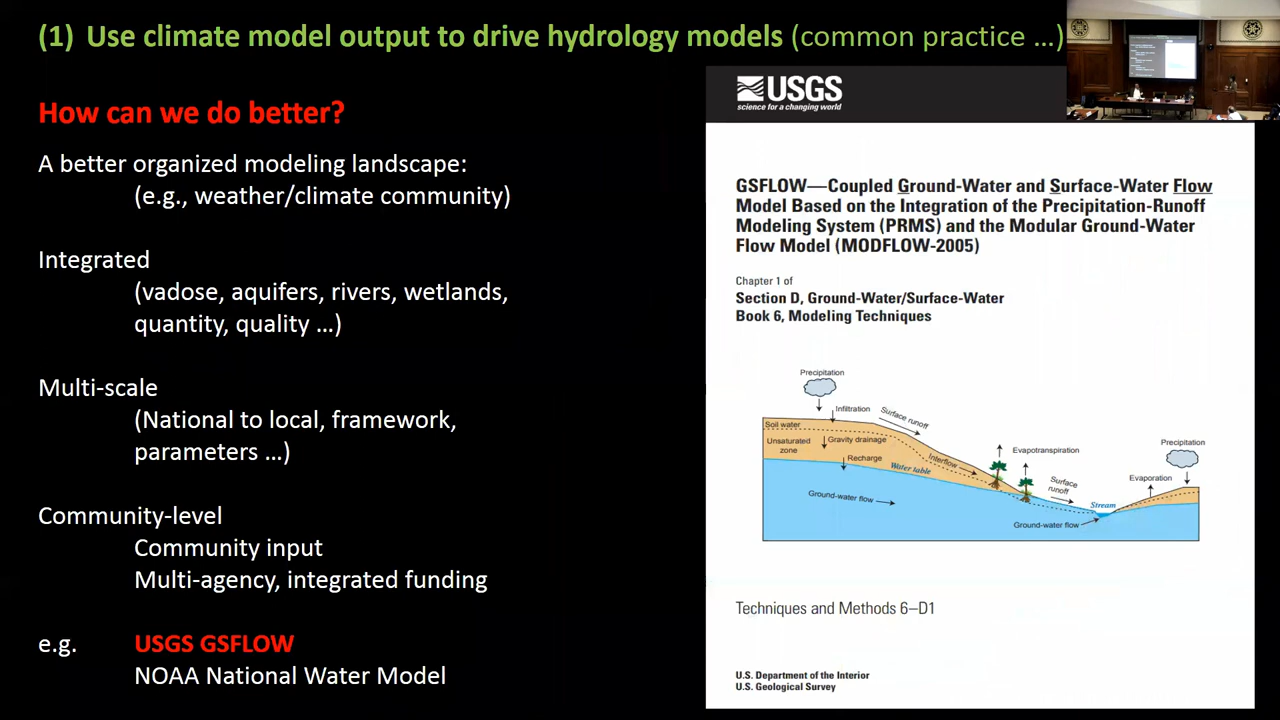 (1) Use climate model output to drive hydrology models (common practice …)
How can we do better?
A better organized modeling landscape:
(e.g., weather/climate community)
Integrated
(vadose, aquifers, rivers, wetlands,
quantity, quality …)
Multi-scale
(National to local, framework,
parameters …)
Community-level
Community input
Multi-agency, integrated funding
e.g. USGS GSFLOW
NOAA National Water Model
USGS
science for a changing world
GSFLOW—Coupled Ground-Water and Surface-Water Flow
Model Based on the Integration of the Precipitation-Runoff
Modeling System (PRMS) and the Modular Ground-Water
Flow Model (MODFLOW-2005)
Chapter 1 of
Section D, Ground-Water/Surface-Water
Book 6, Modeling Techniques
Precipitation
Infiltration
Surface runoff
Soil water
Unsaturated
zone
Gravity drainage
Recharge
Water table
Interflow
Evapotranspiration
Precipitation
Surface
runoff
Evaporation
Stream
Ground-water flow
Ground-water flow
Techniques and Methods 6–D1
U.S. Department of the Interior
U.S. Geological Survey